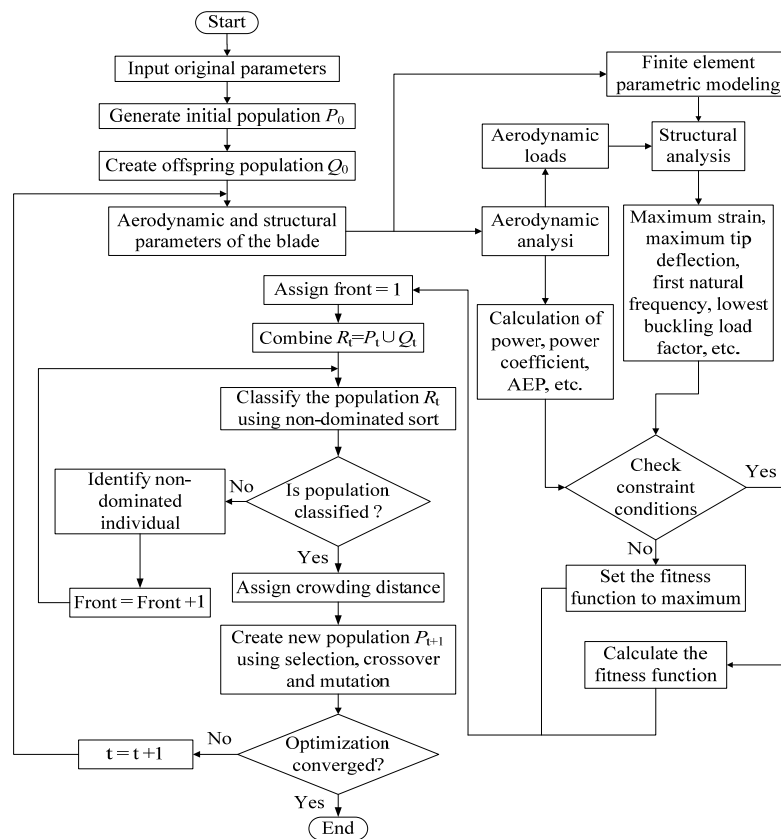 Start
Input original parameters
Generate initial population P0
Create offspring population Q0
Aerodynamic and structural
parameters of the blade
Finite element
parametric modeling
Aerodynamic
loads
Structural
analysis
Aerodynamic
analysi
Maximum strain,
maximum tip
deflection,
first natural
frequency, lowest
buckling load
factor, etc.
Calculation of
power, power
coefficient,
AEP, etc.
Check
constraint
conditions
Yes
No
Set the fitness
function to maximum
Calculate the
fitness function
Assign front = 1
Combine Rt=Pt∪Qt
Classify the population Rt
using non-dominated sort
Is population
classified ?
No
Identify non-
dominated
individual
Front = Front +1
Yes
Assign crowding distance
Create new population Pt+1
using selection, crossover
and mutation
Optimization
converged?
No
t = t +1
Yes
End